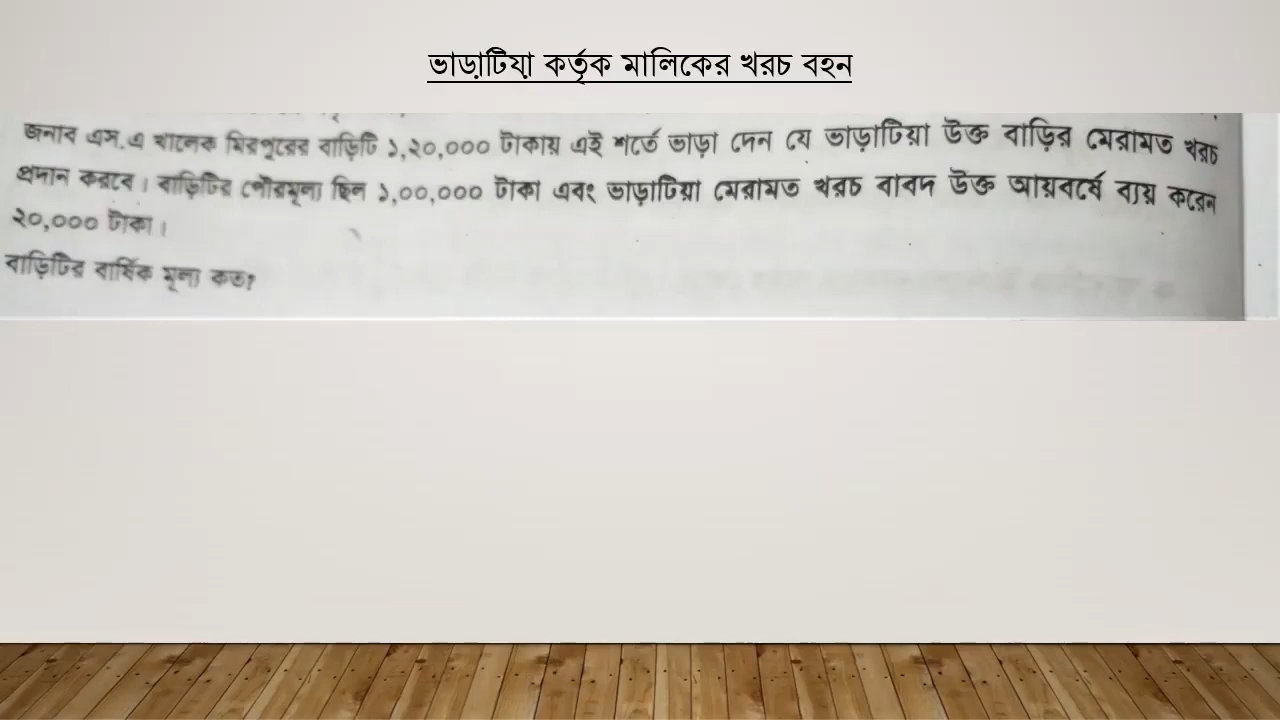 ভাড়াটিয়া কর্তৃক মালিকের খরচ বহন
জনাব এস.এ খালেক মিরপুরের বাড়িটি ১,২০,০০০ টাকায় এই শর্তে ভাড়া দেন যে ভাড়াটিয়া উক্ত বাড়ির মেরামত খরচ
প্রদান করবে। বাড়িটির পৌরমূল্য ছিল ১,০০,০০০ টাকা এবং ভাড়াটিয়া মেরামত খরচ বাবদ উক্ত আয়বর্ষে ব্যয় করেন
২০,০০০ টাকা।
বাড়িটির বার্ষিক মূল্য কত?